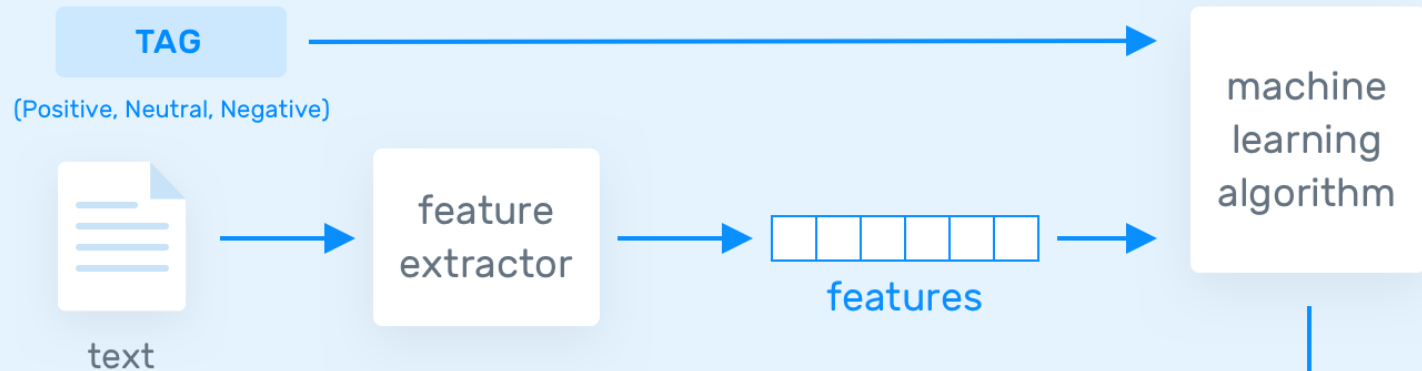 TAG
(Positive, Neutral, Negative)
machine
learning
algorithm
feature
extractor
features
text